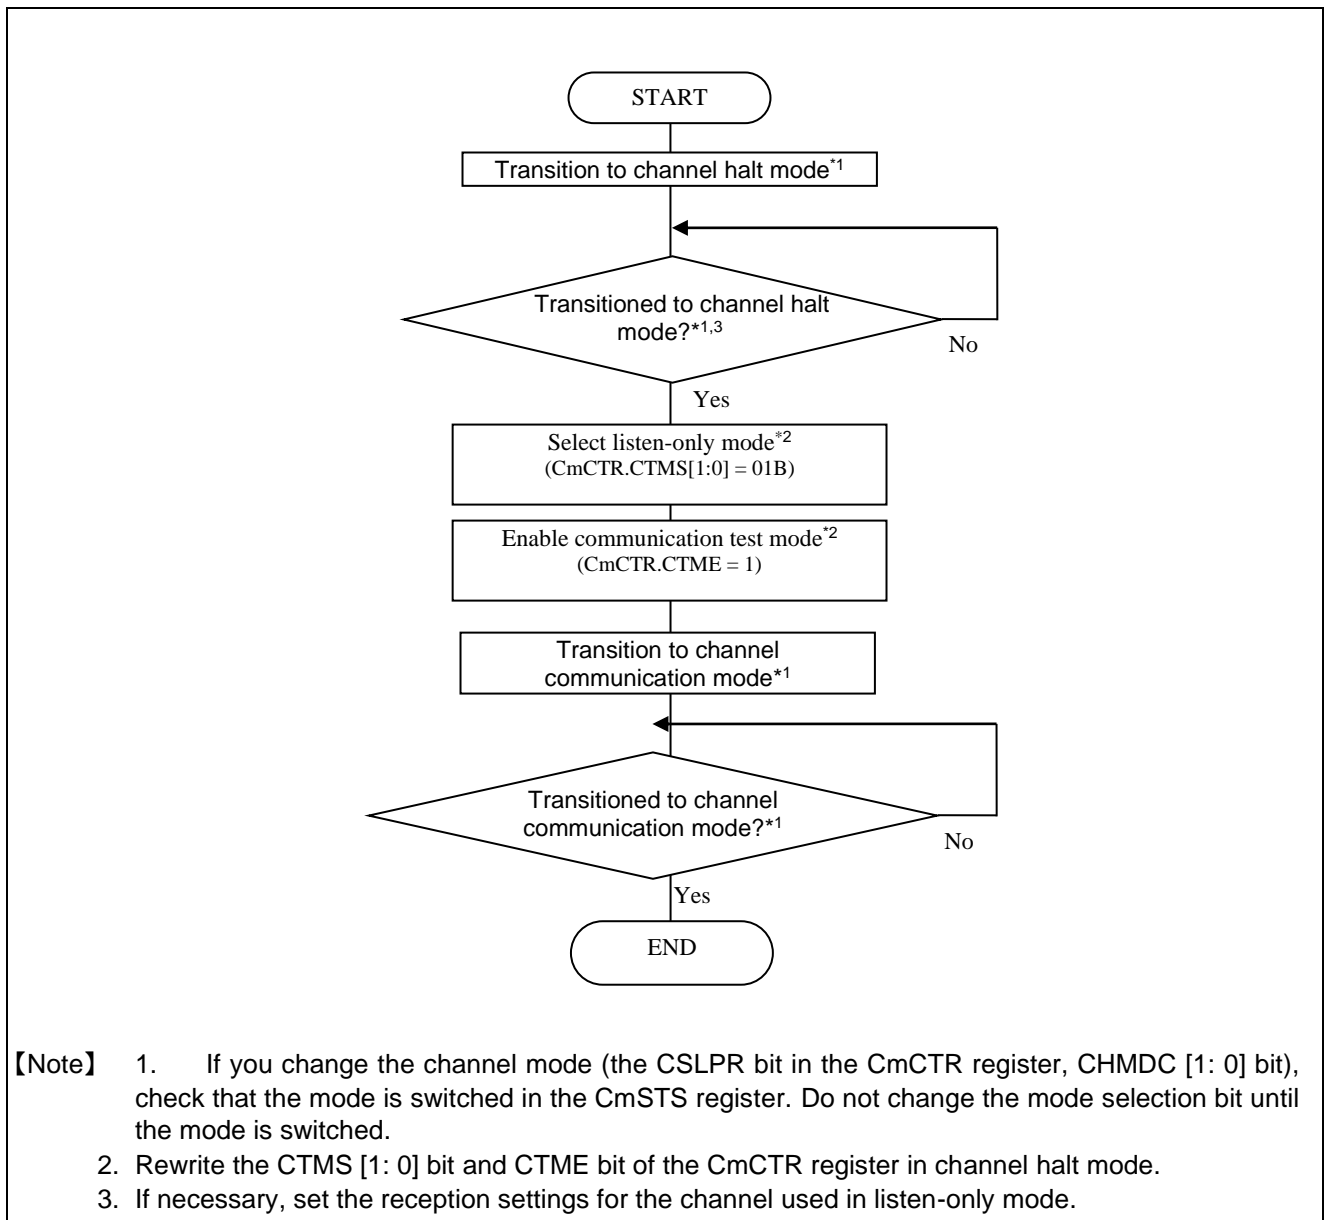 START
Transition to channel halt mode*1
Transitioned to channel halt
mode?*1,3
No
Yes
Select listen-only mode*2
(CmCTR.CTMS[1:0] = 01B)
Enable communication test mode*2
(CmCTR.CTME = 1)
Transition to channel
communication mode*1
Transitioned to channel
communication mode?*1
No
Yes
END
【Note】 1. If you change the channel mode (the CSLPR bit in the CmCTR register, CHMDC [1: 0] bit),
check that the mode is switched in the CmSTS register. Do not change the mode selection bit until
the mode is switched.
2. Rewrite the CTMS [1: 0] bit and CTME bit of the CmCTR register in channel halt mode.
3. If necessary, set the reception settings for the channel used in listen-only mode.